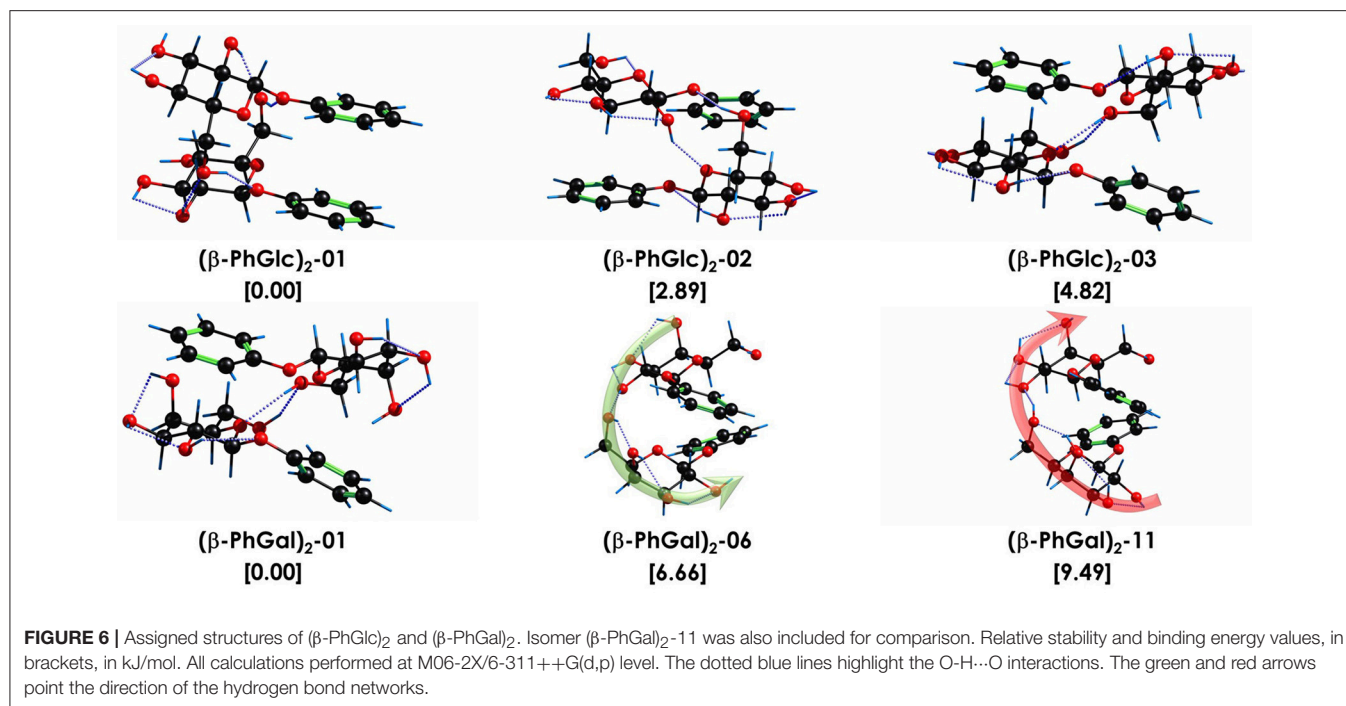 (β-PhGlc)₂-01
[0.00]
(β-PhGlc)₂-02
[2.89]
(β-PhGlc)₂-03
[4.82]
(β-PhGal)₂-01
[0.00]
(β-PhGal)₂-06
[6.66]
(β-PhGal)₂-11
[9.49]
FIGURE 6 | Assigned structures of (β-PhGlc)₂ and (β-PhGal)₂. Isomer (β-PhGal)₂-11 was also included for comparison. Relative stability and binding energy values, in
brackets, in kJ/mol. All calculations performed at M06-2X/6-311++G(d,p) level. The dotted blue lines highlight the O-H···O interactions. The green and red arrows
point the direction of the hydrogen bond networks.